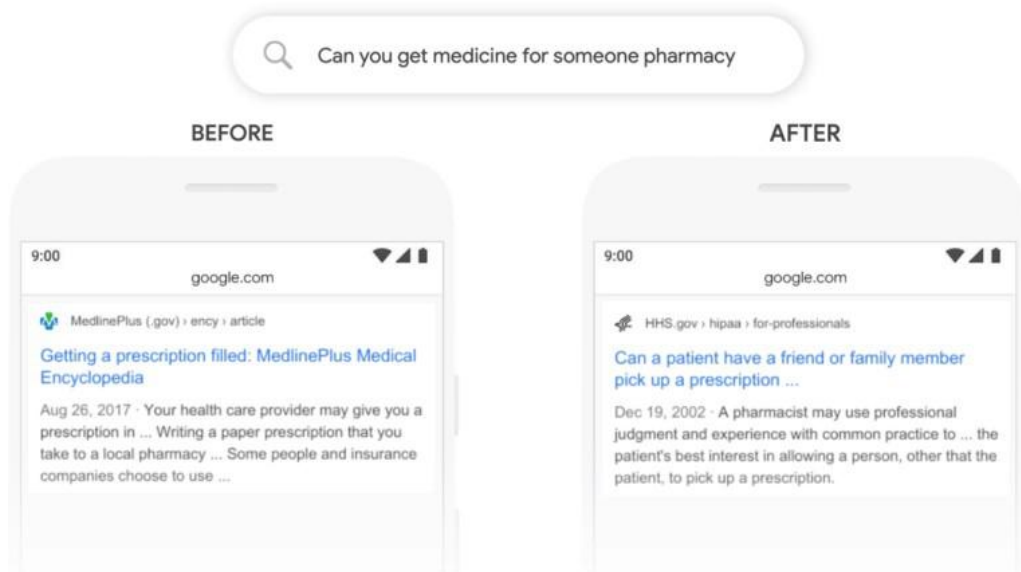 Can you get medicine for someone pharmacy
BEFORE
9:00
google.com
MedlinePlus (.gov) › ency › article
Getting a prescription filled: MedlinePlus Medical
Encyclopedia
Aug 26, 2017 · Your health care provider may give you a
prescription in ... Writing a paper prescription that you
take to a local pharmacy ... Some people and insurance
companies choose to use ...
AFTER
9:00
google.com
HHS.gov › hipaa › for-professionals
Can a patient have a friend or family member
pick up a prescription ...
Dec 19, 2002 · A pharmacist may use professional
judgment and experience with common practice to ... the
patient's best interest in allowing a person, other that the
patient, to pick up a prescription.